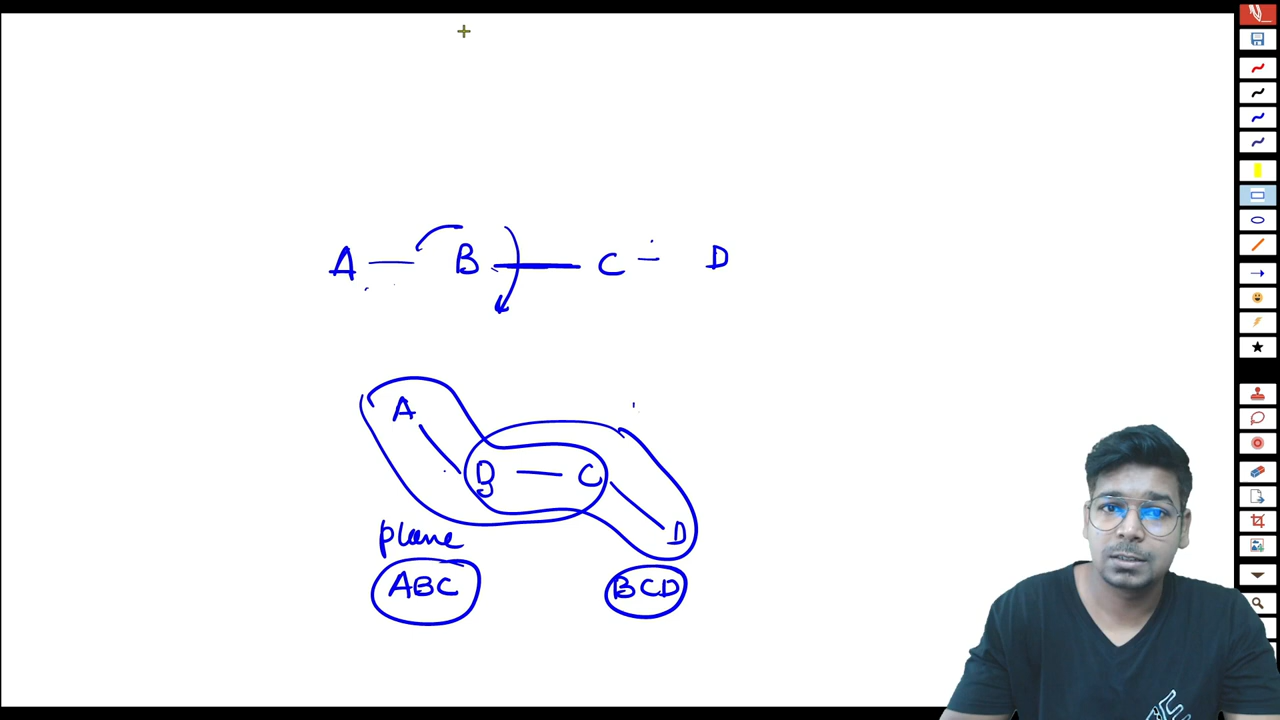 A — B — C — D
A
B — C
D
plane
ABC BCD